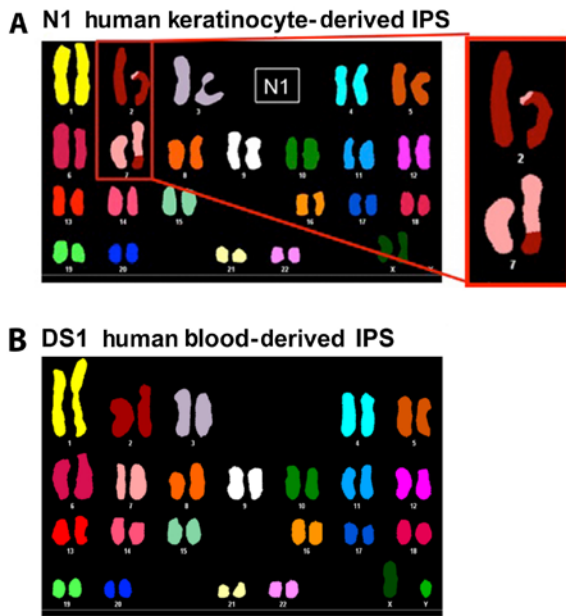 A N1 human keratinocyte-derived IPS
N1
1 2 3 4 5
6 7 8 9 10 11 12
13 14 15 16 17 18
19 20 21 22 X Y
2
7
B DS1 human blood-derived IPS
1 2 3 4 5
6 7 8 9 10 11 12
13 14 15 16 17 18
19 20 21 22 X Y